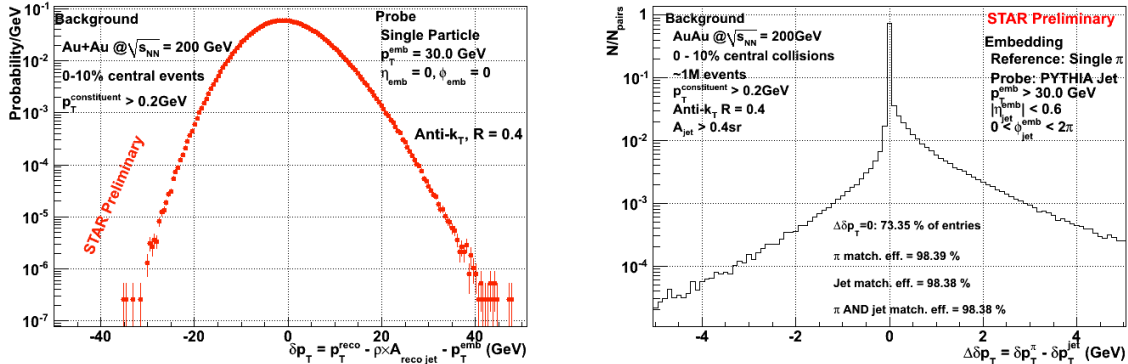 Background
Au+Au @√sNN = 200 GeV
0-10% central events
pTconstituent > 0.2GeV
Probe
Single Particle
pTemb = 30.0 GeV
ηemb = 0, ϕemb = 0
Anti-kT, R = 0.4
STAR Preliminary
Probability/GeV
10-1
10-2
10-3
10-4
10-5
10-6
10-7
-40 -20 0 20 40
δpT = pTreco - ρ×Areco jet - pTemb (GeV)
Background
AuAu @√sNN = 200GeV
0 - 10% central collisions
~1M events
pTconstituent > 0.2GeV
Anti-kT, R = 0.4
Ajet > 0.4sr
STAR Preliminary
Embedding
Reference: Single π
Probe: PYTHIA Jet
pTemb > 30.0 GeV
|ηjetemb| < 0.6
0 < ϕjetemb < 2π
N/Npairs
1
10-1
10-2
10-3
10-4
ΔδpT=0: 73.35 % of entries
π match. eff. = 98.39 %
Jet match. eff. = 98.38 %
π AND jet match. eff. = 98.38 %
-4 -2 0 2 4
ΔδpT = δpTπ - δpTjet (GeV)